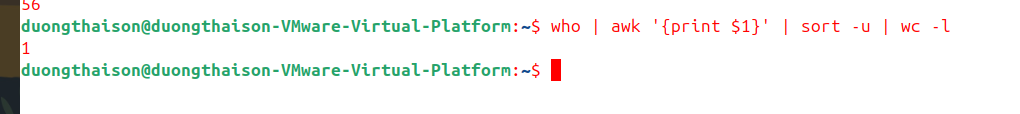 56
duongthaison@duongthaison-VMware-Virtual-Platform:~$ who | awk '{print $1}' | sort -u | wc -l
1
duongthaison@duongthaison-VMware-Virtual-Platform:~$